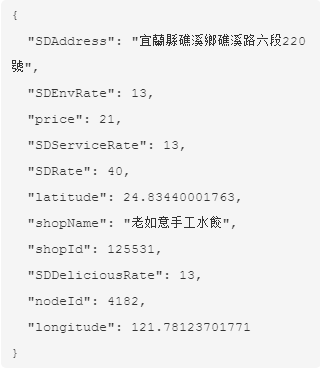 {
"SDAddress": "宜蘭縣礁溪鄉礁溪路六段220
號",
"SDEnvRate": 13,
"price": 21,
"SDServiceRate": 13,
"SDRate": 40,
"latitude": 24.83440001763,
"shopName": "老如意手工水餃",
"shopId": 125531,
"SDDeliciousRate": 13,
"nodeId": 4182,
"longitude": 121.78123701771
}